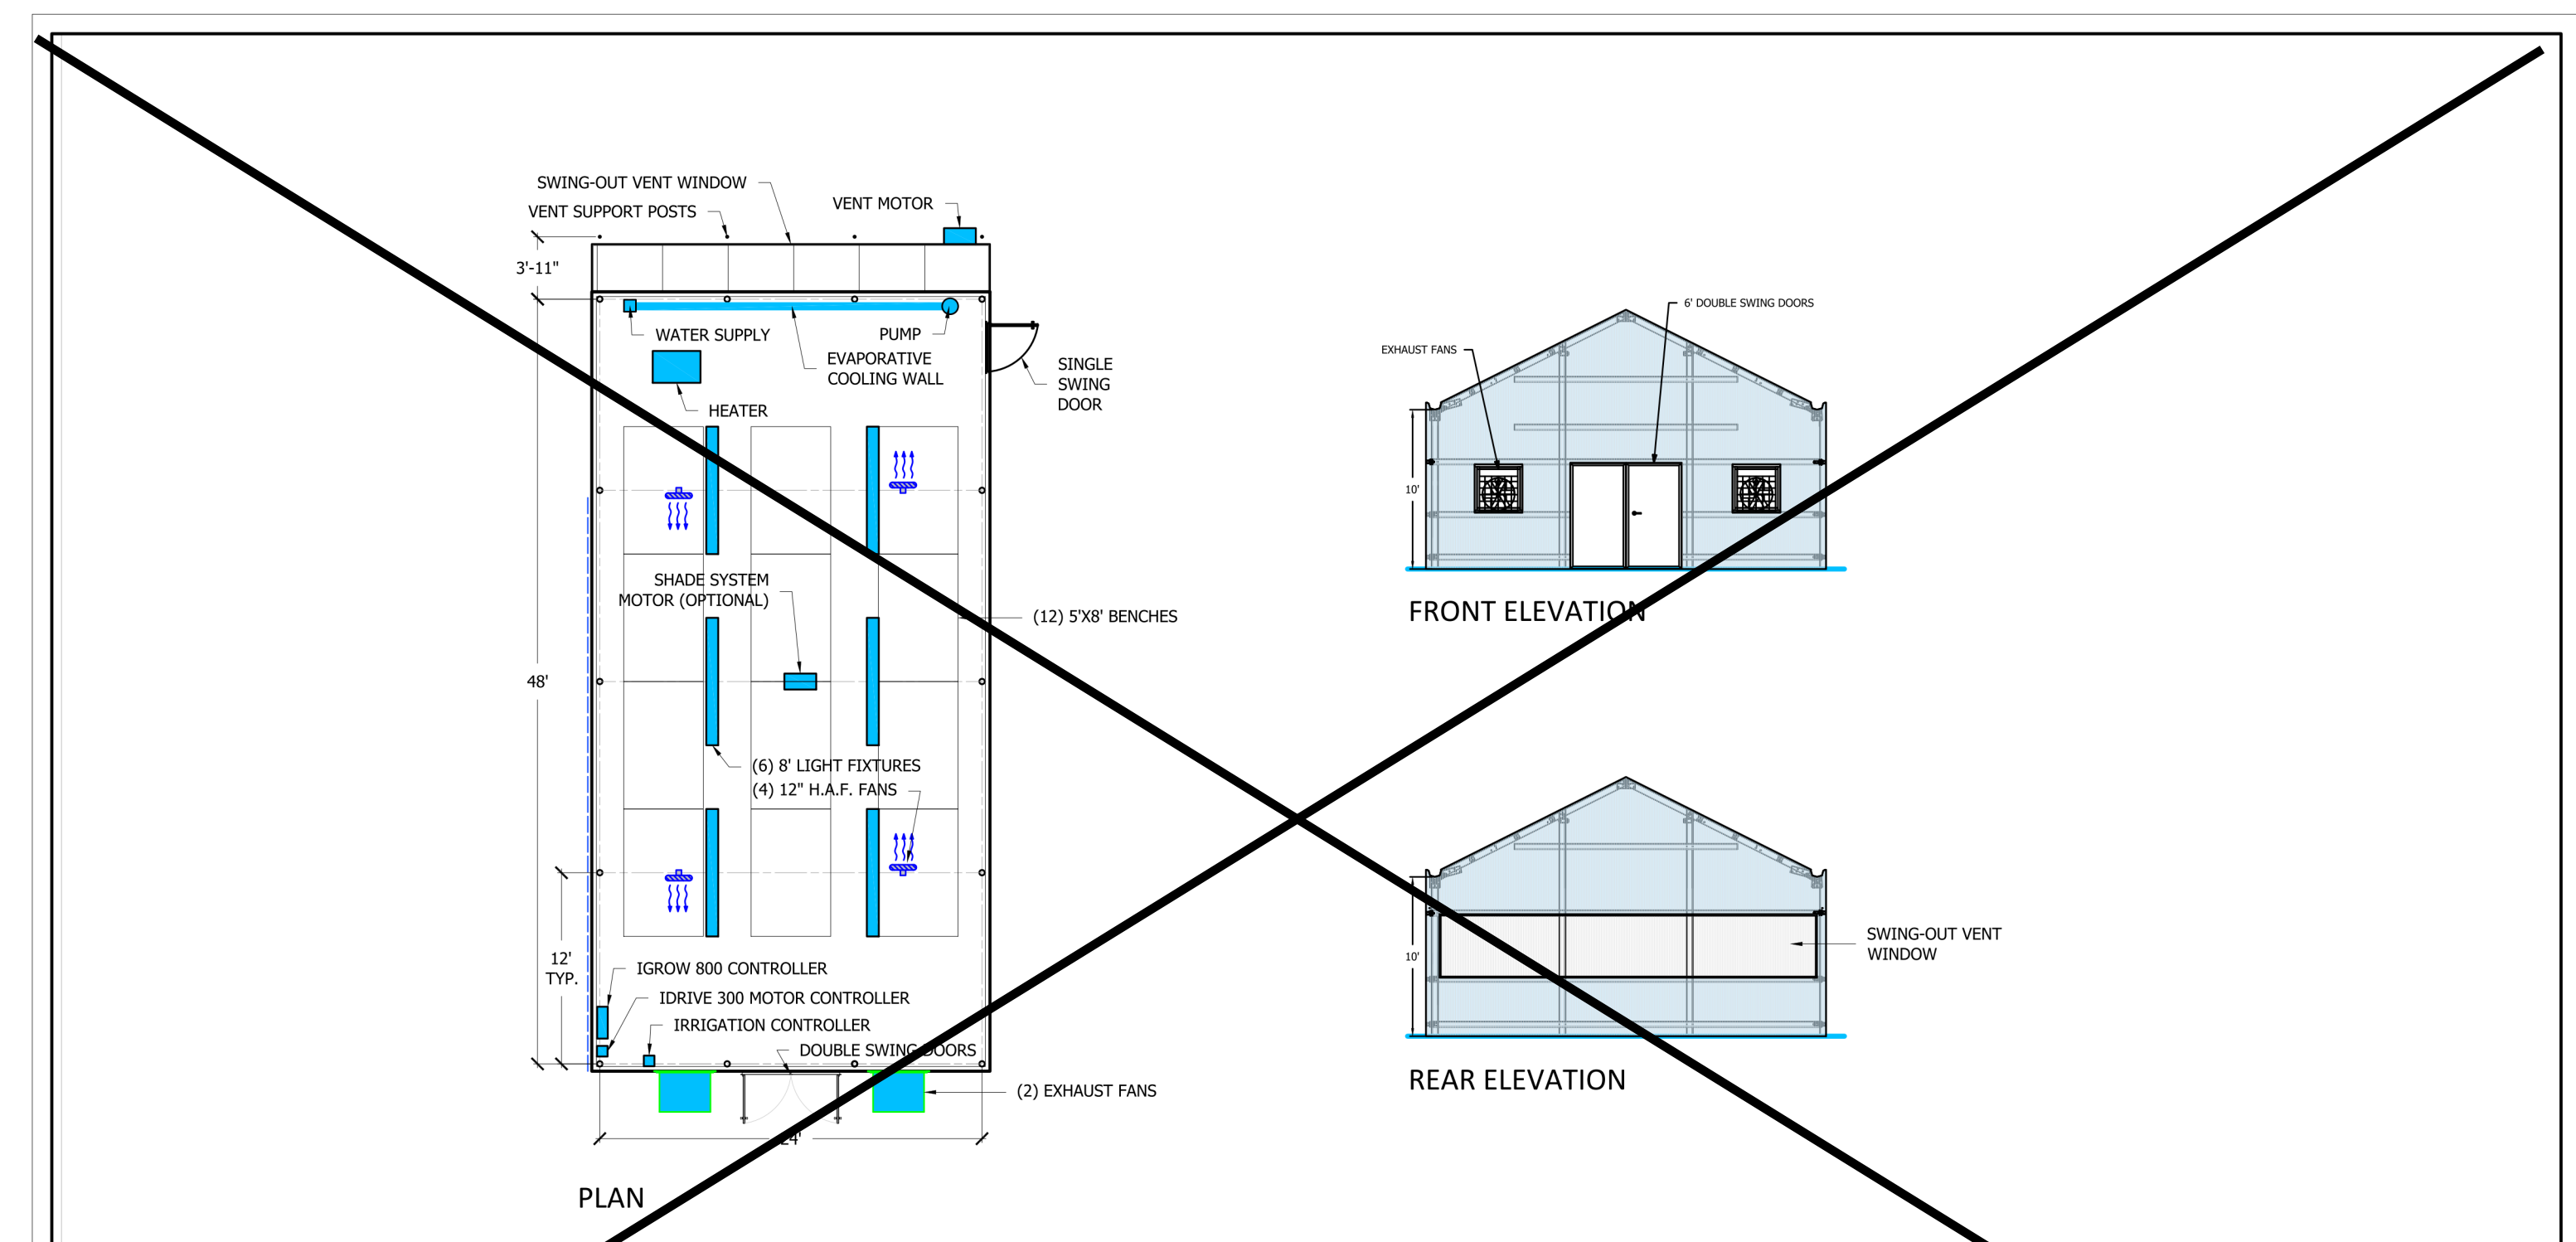 SWING-OUT VENT WINDOW
VENT SUPPORT POSTS
VENT MOTOR
3'-11"
WATER SUPPLY
PUMP
EVAPORATIVE
COOLING WALL
SINGLE
SWING
DOOR
HEATER
SHADE SYSTEM
MOTOR (OPTIONAL)
(12) 5'X8' BENCHES
48'
(6) 8' LIGHT FIXTURES
(4) 12" H.A.F. FANS
12'
TYP.
IGROW 800 CONTROLLER
IDRIVE 300 MOTOR CONTROLLER
IRRIGATION CONTROLLER
DOUBLE SWING DOORS
(2) EXHAUST FANS
24'
PLAN
6' DOUBLE SWING DOORS
EXHAUST FANS
10'
FRONT ELEVATION
10'
SWING-OUT VENT
WINDOW
REAR ELEVATION